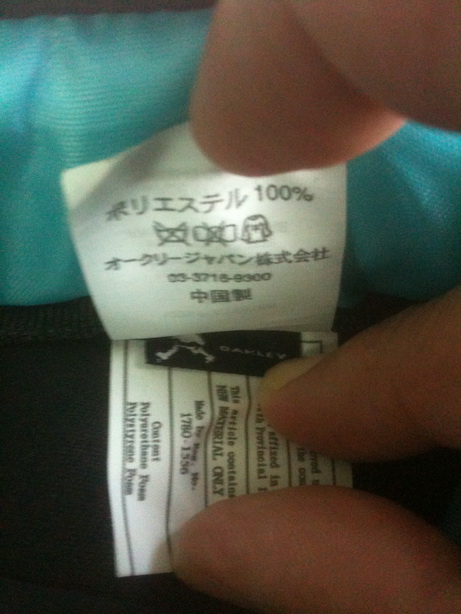 ポリエステル 100%
オークリージャパン株式会社
03-3716-9300
中国製
OAKLEY
This article contains
NEW MATERIAL ONLY
Made by Reg. No.
1780-1336
Content
Polyurethane Foam
Polystyrene Foam